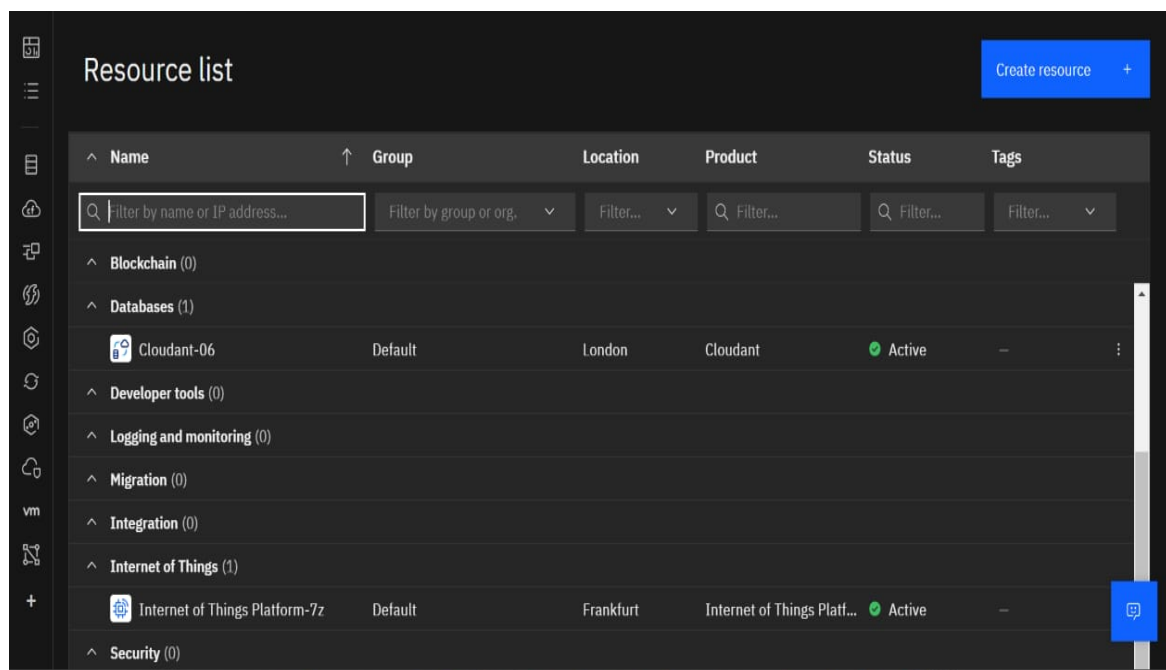 Resource list
Create resource +
Name Group Location Product Status Tags
Filter by name or IP address... Filter by group or org. Filter... Filter... Filter... Filter...
Blockchain (0)
Databases (1)
Cloudant-06 Default London Cloudant Active –
Developer tools (0)
Logging and monitoring (0)
Migration (0)
vm
Integration (0)
Internet of Things (1)
Internet of Things Platform-7z Default Frankfurt Internet of Things Platf... Active –
Security (0)